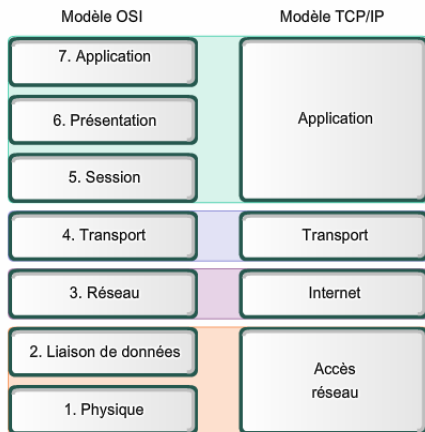 Modèle OSI
Modèle TCP/IP
7. Application
6. Présentation
5. Session
Application
4. Transport
Transport
3. Réseau
Internet
2. Liaison de données
1. Physique
Accès
réseau